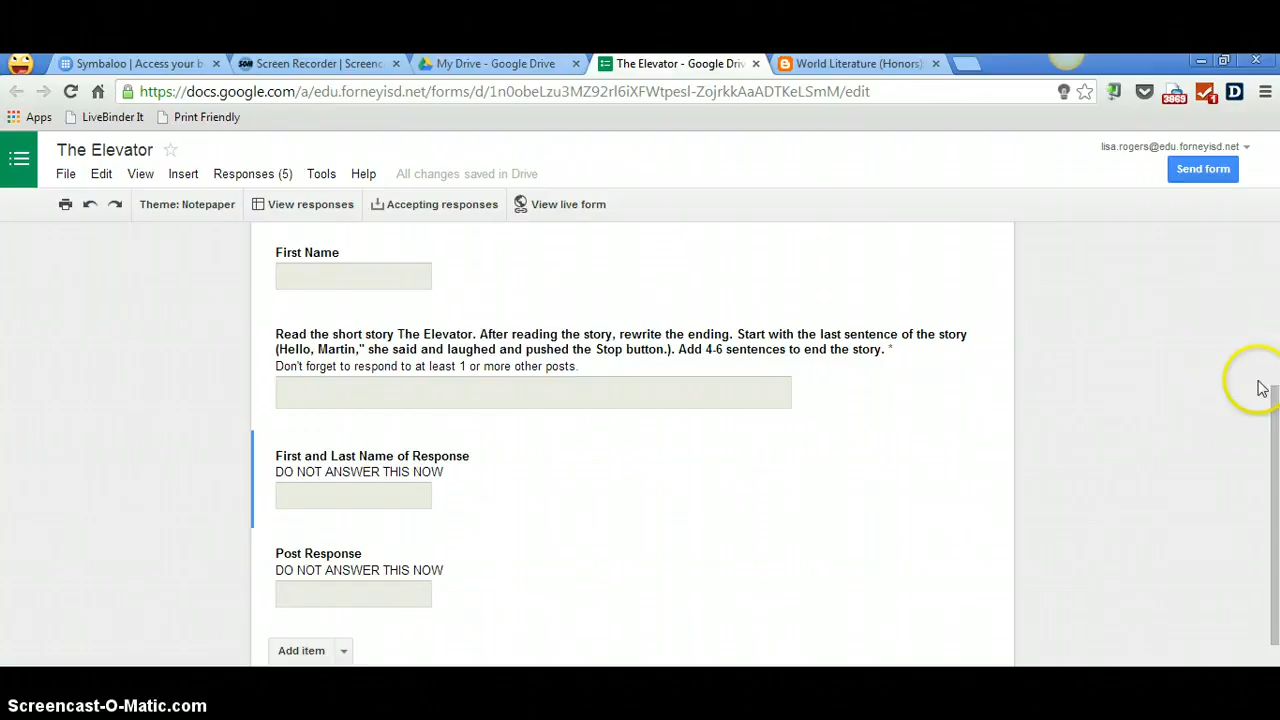 Symbaloo | Access your b
Screen Recorder | Screenc
My Drive - Google Drive
The Elevator - Google Driv
World Literature (Honors)
https://docs.google.com/a/edu.forneyisd.net/forms/d/1n0obeLzu3MZ92rl6iXFWtpesI-ZojrkkAaADTKeLSmM/edit
3069
1
D
Apps
LiveBinder It
Print Friendly
The Elevator
lisa.rogers@edu.forneyisd.net
File Edit View Insert Responses (5) Tools Help All changes saved in Drive
Send form
Theme: Notepaper View responses Accepting responses View live form
First Name
Read the short story The Elevator. After reading the story, rewrite the ending. Start with the last sentence of the story
(Hello, Martin," she said and laughed and pushed the Stop button.). Add 4-6 sentences to end the story. *
Don't forget to respond to at least 1 or more other posts.
First and Last Name of Response
DO NOT ANSWER THIS NOW
Post Response
DO NOT ANSWER THIS NOW
Add item
Screencast-O-Matic.com